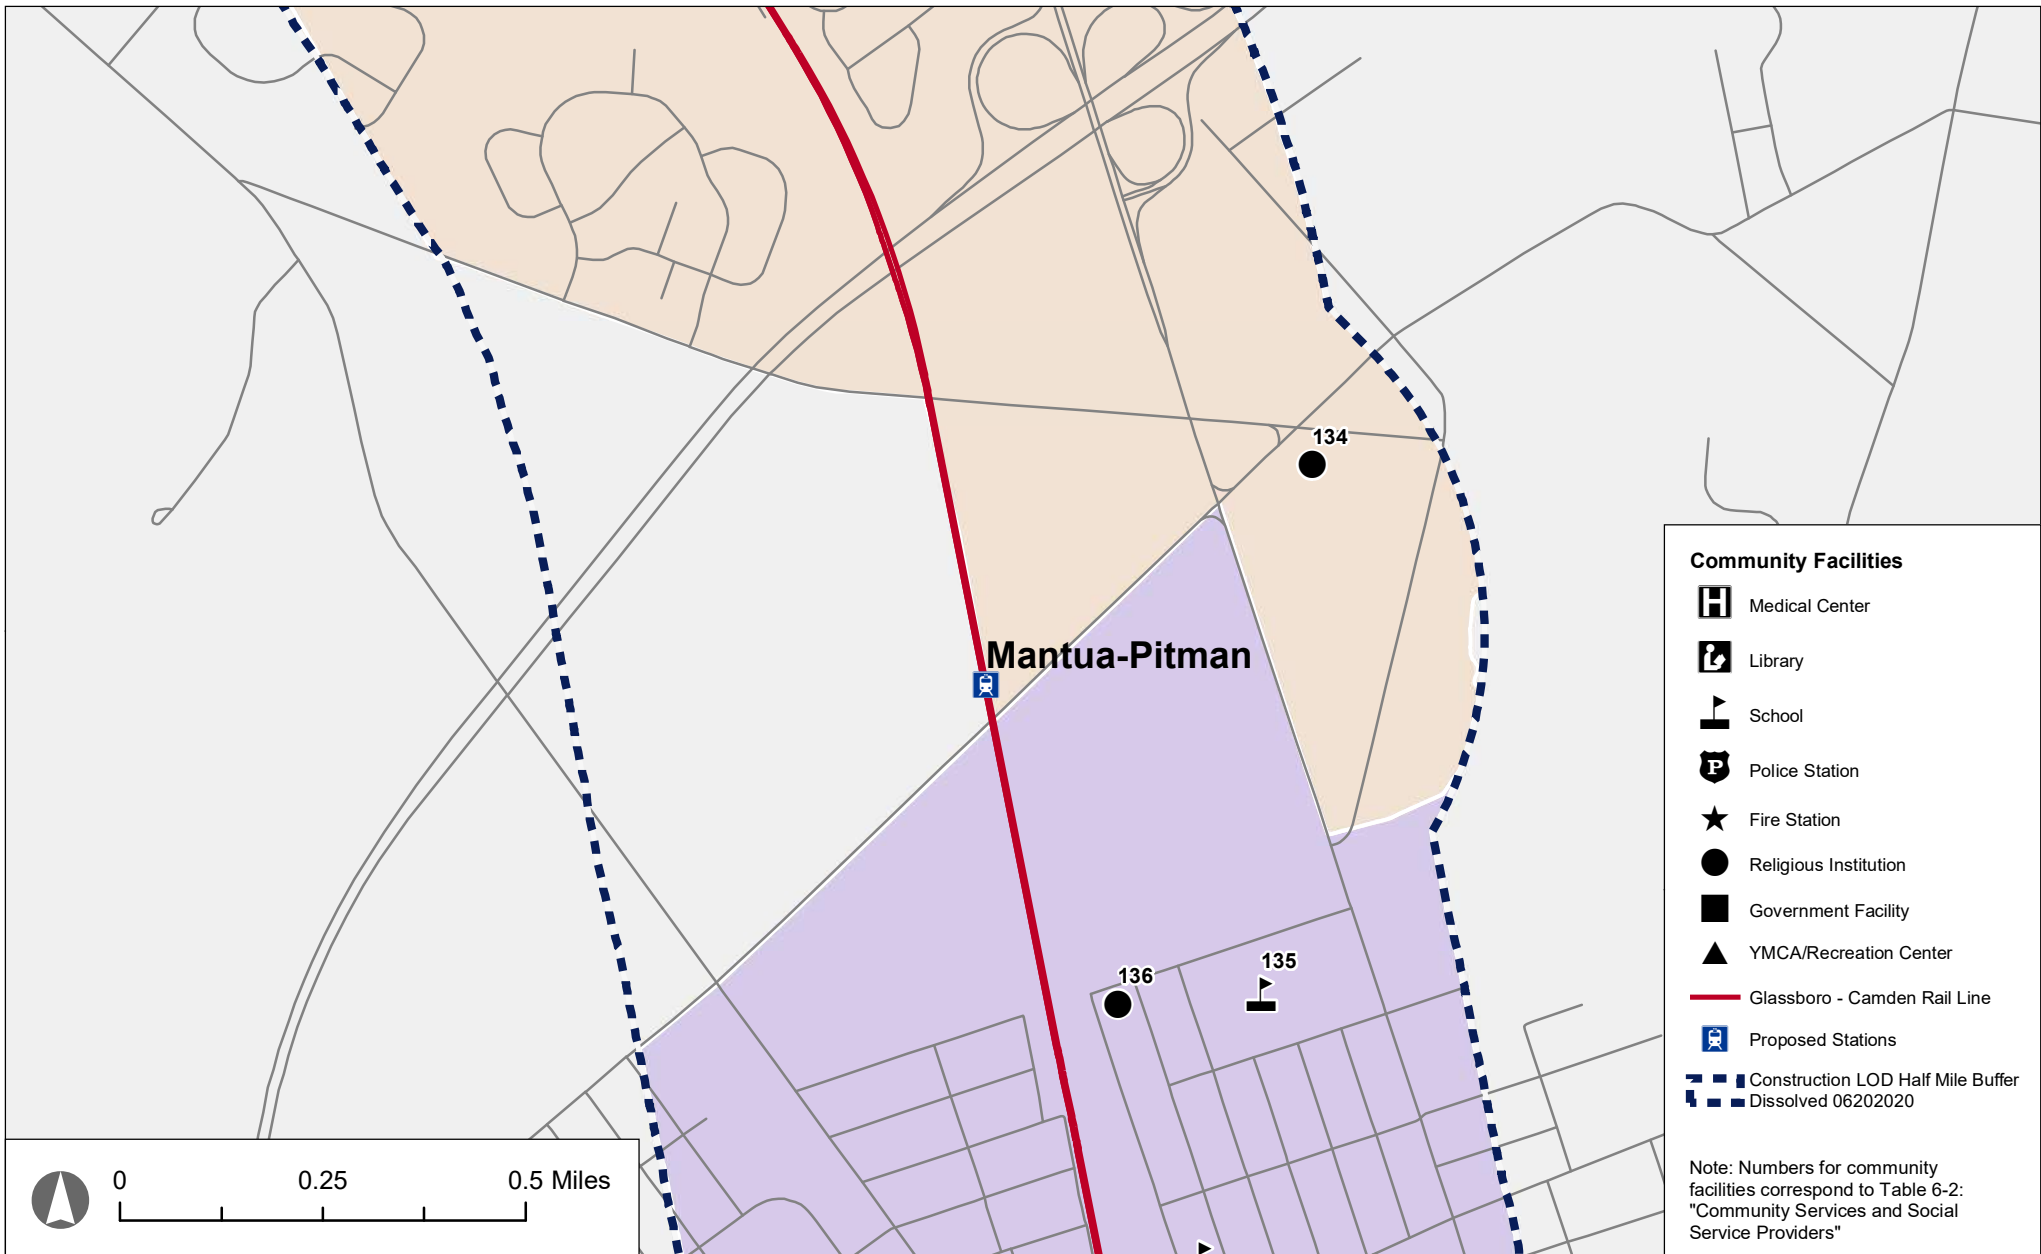 134
Mantua-Pitman
135
136
Community Facilities
H Medical Center
Library
School
P Police Station
Fire Station
Religious Institution
Government Facility
YMCA/Recreation Center
Glassboro - Camden Rail Line
Proposed Stations
Construction LOD Half Mile Buffer
Dissolved 06202020
Note: Numbers for community
facilities correspond to Table 6-2:
"Community Services and Social
Service Providers"
0 0.25 0.5 Miles